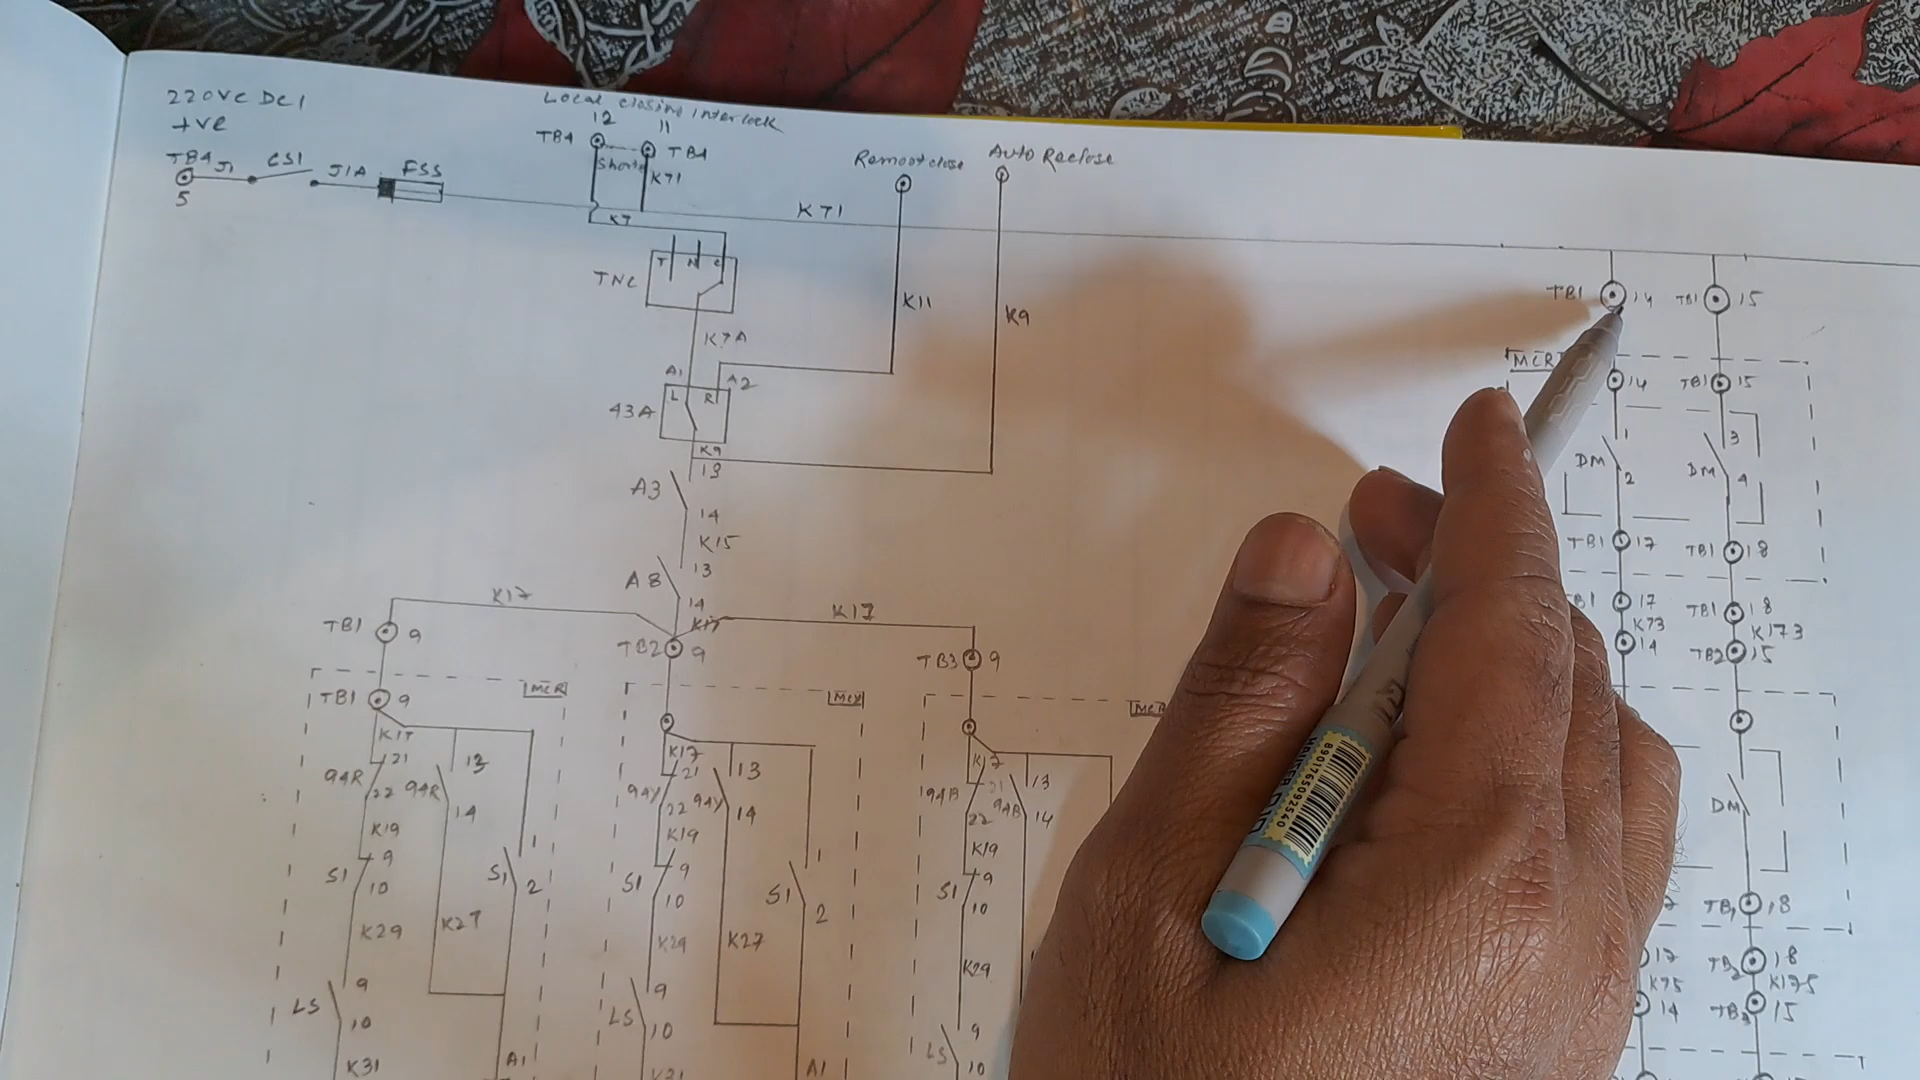 220VC DC1
+ve
TB4 J1 CS1 J1A FSS
5
Local closing interlock
12 11
TB4 TB4
Short K71
K7
K71
Remoot close Auto Reclose
TNC T N C
K7A
K11 K9
A1 A2
43A L R
K9
13
A3
14
K15
13
A8
14
K17
K17
K17
TB1 9
TB2 9
TB3 9
TB1 9 MCR
MCY
K17
21 13
94R 22 94R 14
K19
S1 9
10
S1 1
2
K29 K27
LS 9
10
K31 A1
K17
21 13
94Y 22 94Y 14
K19
S1 9
10
S1 1
2
K29 K27
LS 9
10
A1
K17
21 13
94B 22 94B 14
K19
S1 9
10
K29
LS 9
10
TB1 14 TB1 15
MCR
14 TB1 15
1 3
DM 2 DM 4
TB1 17 TB1 18
17 TB1 18
K73 K173
14 TB2 15
DM
TB1 18
17 TB2 18
K75 K175
14 TB3 15
HAUSER
8901765092540